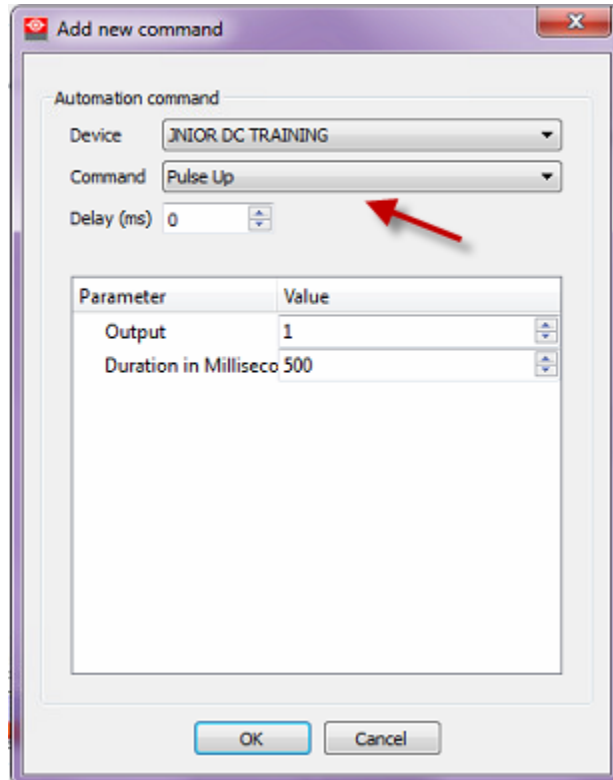 Add new command
Automation command
Device JNIOR DC TRAINING
Command Pulse Up
Delay (ms) 0
Parameter Value
Output 1
Duration in Milliseco 500
OK Cancel